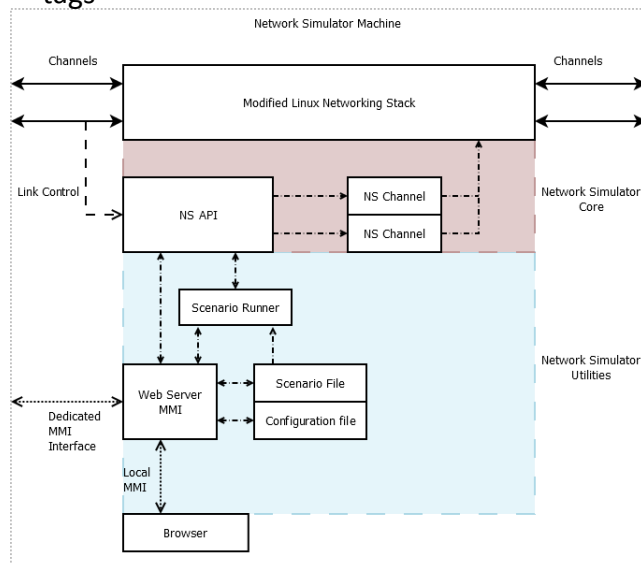 tags
Network Simulator Machine
Channels
Channels
Modified Linux Networking Stack
Link Control
NS API
NS Channel
NS Channel
Network Simulator
Core
Scenario Runner
Web Server
MMI
Scenario File
Configuration file
Network Simulator
Utilities
Dedicated
MMI
Interface
Local
MMI
Browser